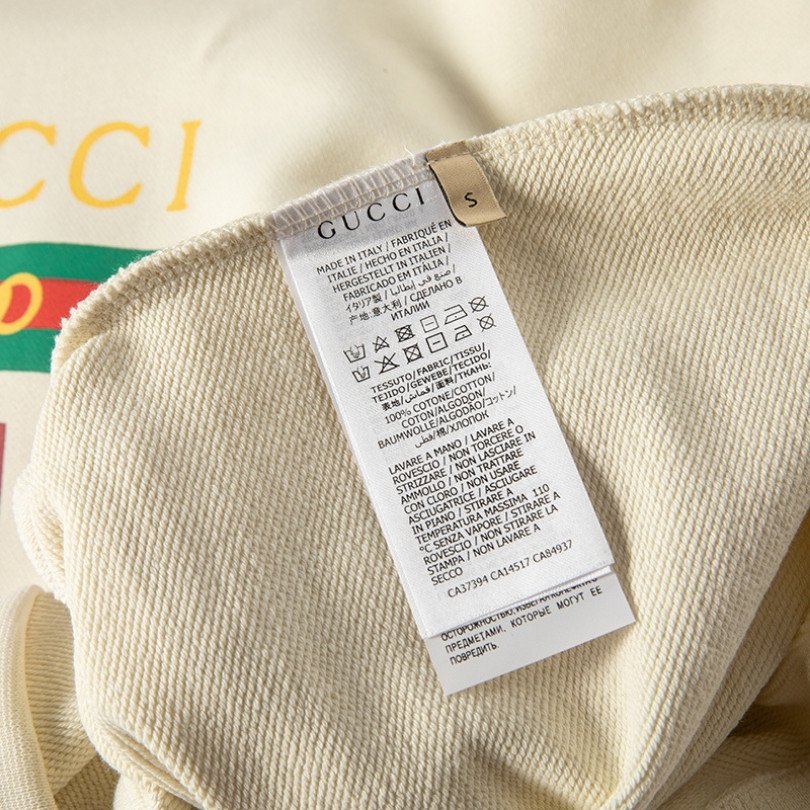 CCI
O
GUCCI
S
MADE IN ITALY / FABRIQUÉ EN
ITALIE / HECHO EN ITALIA /
HERGESTELLT IN ITALIEN /
FABRICADO EM ITÁLIA /
イタリア製 / صنع في إيطاليا /
产地:意大利 / СДЕЛАНО В
ИТАЛИИ
TESSUTO/FABRIC/TISSU/
TEJIDO/GEWEBE/TECIDO/
表地/قماش/面料/ТКАНЬ:
100% COTONE/COTTON/
COTON/ALGODON/
BAUMWOLLE/ALGODÃO/コットン/
قطن/棉/ХЛОПОК
LAVARE A MANO / LAVARE A
ROVESCIO / NON TORCERE O
STRIZZARE / NON LASCIARE IN
AMMOLLO / NON TRATTARE
CON CLORO / NON USARE
ASCIUGATRICE / ASCIUGARE
IN PIANO / STIRARE A
TEMPERATURA MASSIMA 110
°C SENZA VAPORE / STIRARE A
ROVESCIO / NON STIRARE LA
STAMPA / NON LAVARE A
SECCO
CA37394 CA14517 CA84937
ПРЕДМЕТАМИ, КОТОРЫЕ МОГУТ ЕЕ
ПОВРЕДИТЬ.